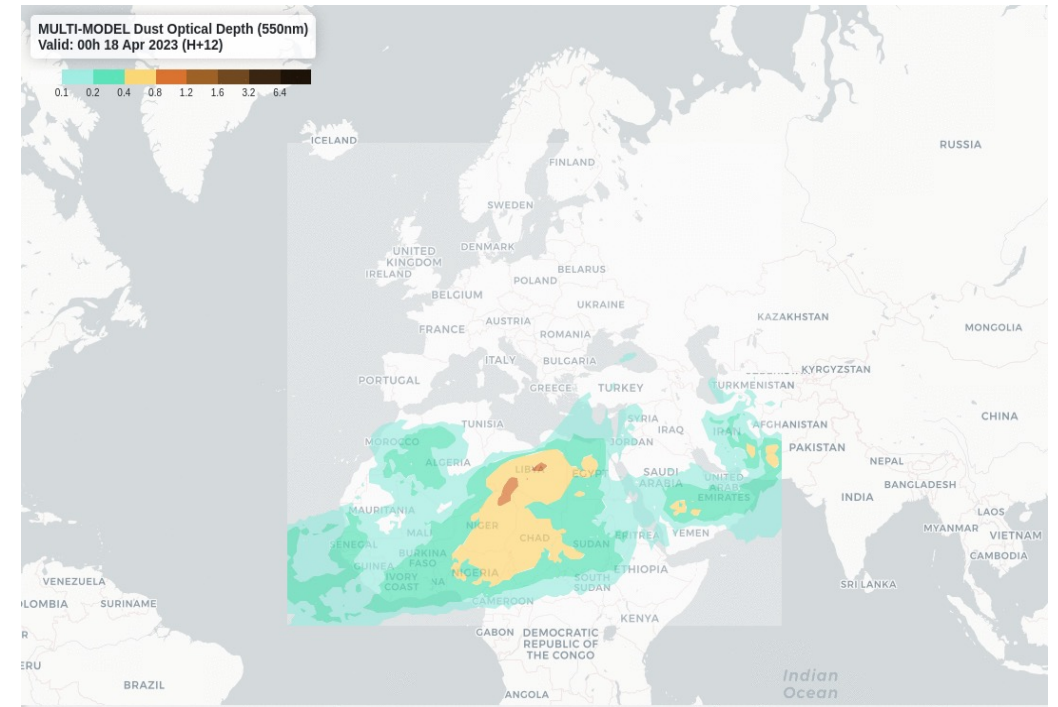 MULTI-MODEL Dust Optical Depth (550nm)
Valid: 00h 18 Apr 2023 (H+12)
0.1 0.2 0.4 0.8 1.2 1.6 3.2 6.4
ICELAND
RUSSIA
FINLAND
SWEDEN
DENMARK
UNITED
KINGDOM
IRELAND
BELARUS
POLAND
BELGIUM
UKRAINE
KAZAKHSTAN
AUSTRIA
FRANCE
ROMANIA
MONGOLIA
ITALY
BULGARIA
KYRGYZSTAN
PORTUGAL
GREECE
TURKEY
TURKMENISTAN
CHINA
TUNISIA
SYRIA
IRAQ
IRAN
AFGHANISTAN
MOROCCO
JORDAN
PAKISTAN
ALGERIA
LIB
EGYPT
SAUDI
ARABIA
UNITED
ARAB
EMIRATES
NEPAL
BANGLADESH
INDIA
MAURITANIA
LAOS
MYANMAR
VIETNAM
MALI
NIGER
CHAD
SUDAN
ERITREA
YEMEN
SENEGAL
BURKINA
FASO
CAMBODIA
GUINEA
NIGERIA
ETHIOPIA
IVORY
COAST
NA
SOUTH
SUDAN
SRI LANKA
VENEZUELA
CAMEROON
LOMBIA
SURINAME
KENYA
GABON
DEMOCRATIC
REPUBLIC OF
THE CONGO
R
ERU
BRAZIL
ANGOLA
Indian
Ocean